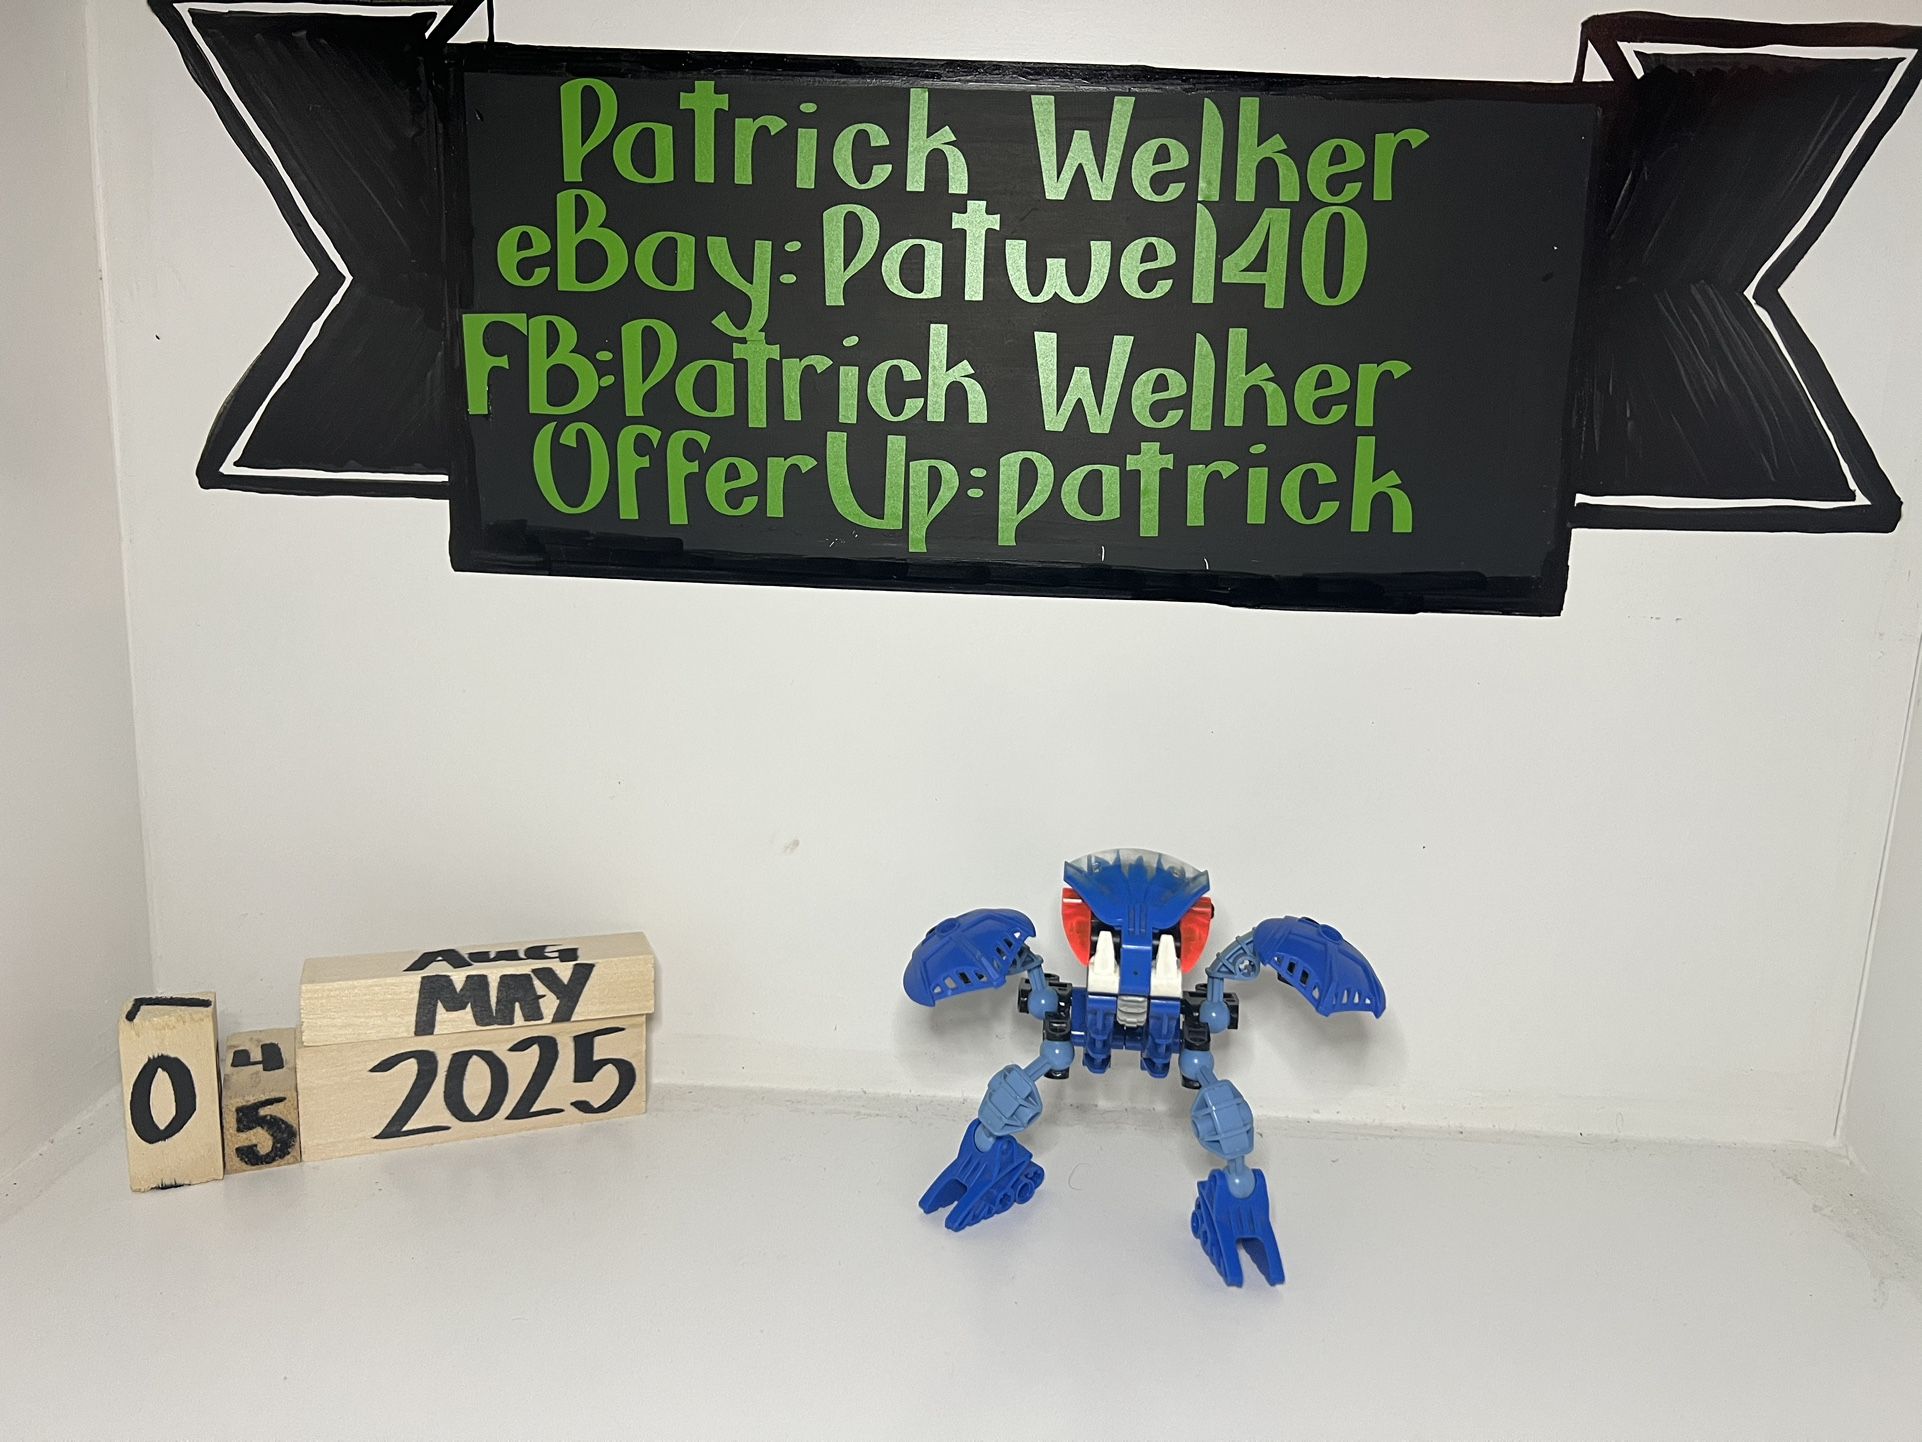 Patrick Welker
eBay: Patwel40
FB: Patrick Welker
OfferUp: patrick
Aug
MAY
4
0 5 2025